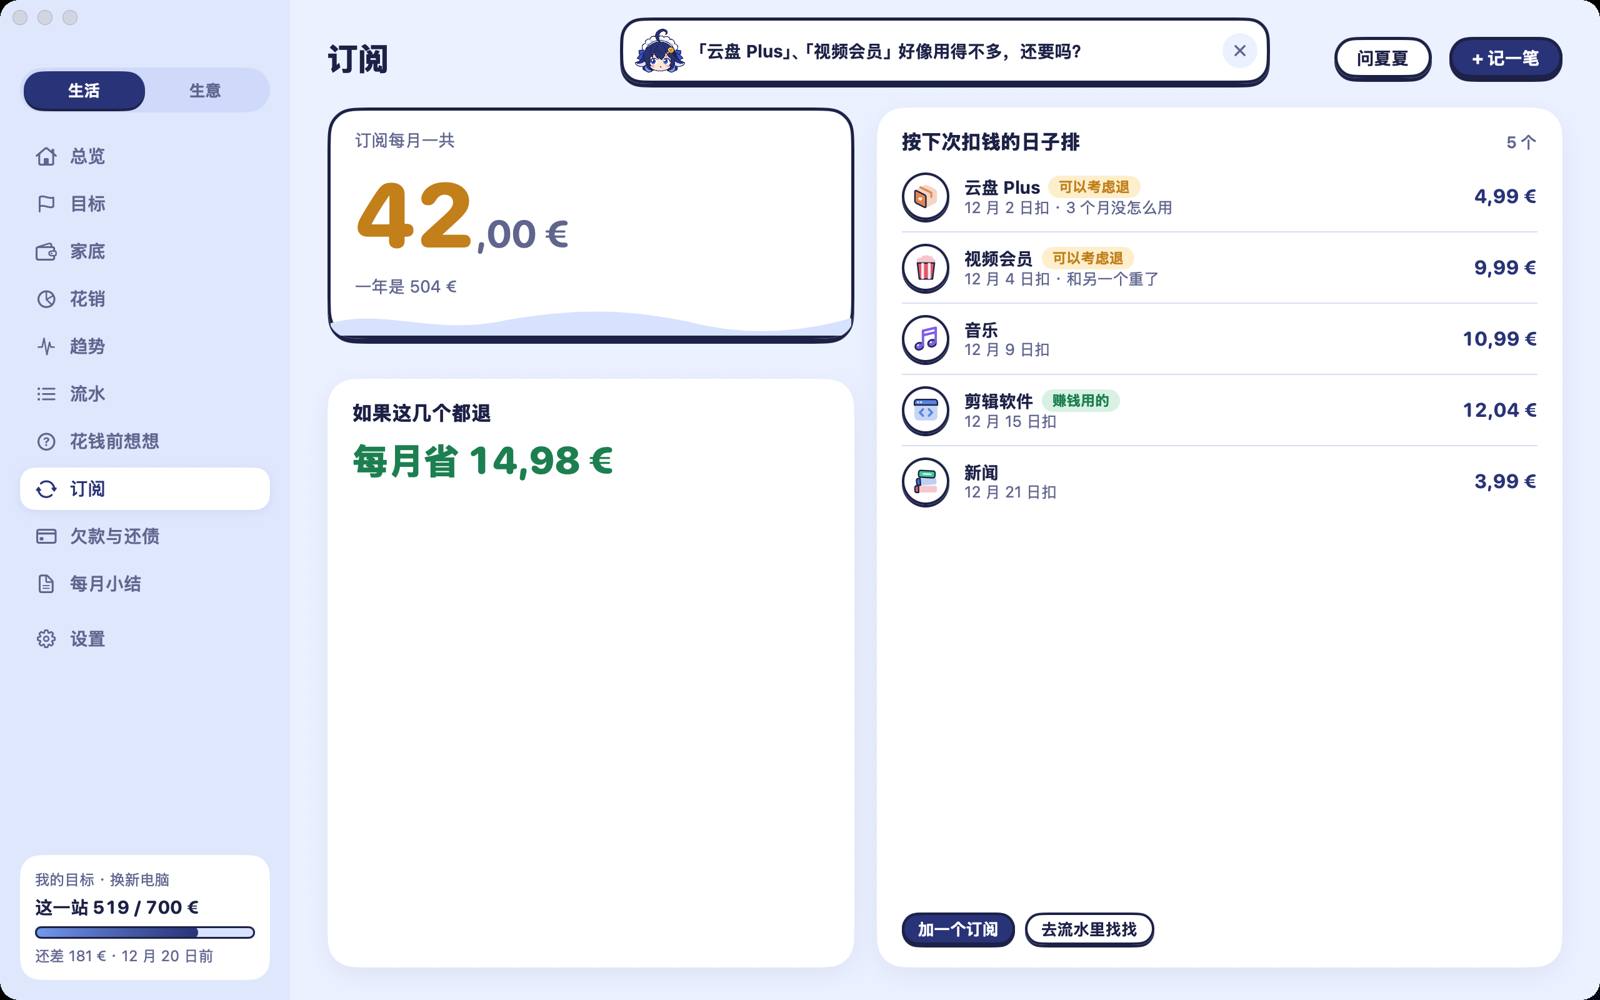 生活
生意
总览
目标
家底
花销
趋势
流水
花钱前想想
订阅
欠款与还债
每月小结
设置
我的目标 · 换新电脑
这一站 519 / 700 €
还差 181 € · 12 月 20 日前
订阅
「云盘 Plus」、「视频会员」好像用得不多，还要吗？
问夏夏
+ 记一笔
订阅每月一共
42,00 €
一年是 504 €
如果这几个都退
每月省 14,98 €
按下次扣钱的日子排
5 个
云盘 Plus 可以考虑退
12 月 2 日扣 · 3 个月没怎么用
4,99 €
视频会员 可以考虑退
12 月 4 日扣 · 和另一个重了
9,99 €
音乐
12 月 9 日扣
10,99 €
剪辑软件 赚钱用的
12 月 15 日扣
12,04 €
新闻
12 月 21 日扣
3,99 €
加一个订阅
去流水里找找